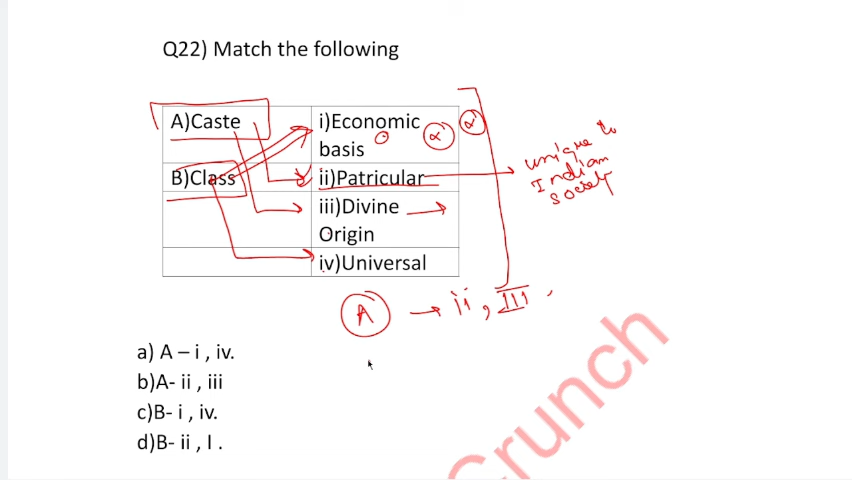 Q22) Match the following
A)Caste
i)Economic
basis
B)Class
ii)Patricular
iii)Divine
Origin
iv)Universal
unique to
Indian
society
A → ii, III
a) A – i , iv.
b)A- ii , iii
c)B- i , iv.
d)B- ii , I .
Crunch